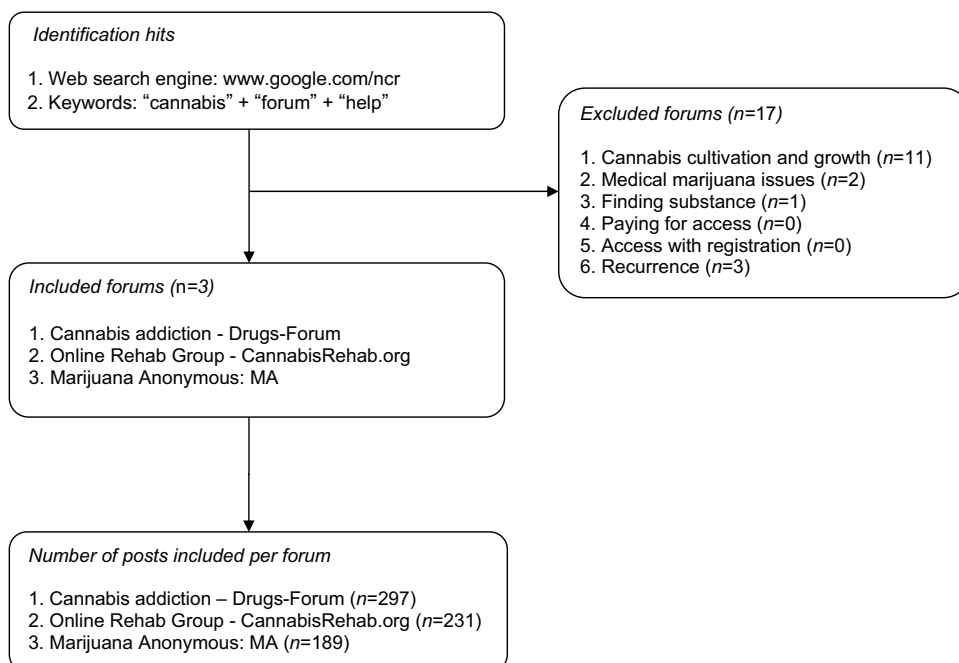 Identification hits
1. Web search engine: www.google.com/ncr
2. Keywords: “cannabis” + “forum” + “help”
Excluded forums (n=17)
1. Cannabis cultivation and growth (n=11)
2. Medical marijuana issues (n=2)
3. Finding substance (n=1)
4. Paying for access (n=0)
5. Access with registration (n=0)
6. Recurrence (n=3)
Included forums (n=3)
1. Cannabis addiction - Drugs-Forum
2. Online Rehab Group - CannabisRehab.org
3. Marijuana Anonymous: MA
Number of posts included per forum
1. Cannabis addiction – Drugs-Forum (n=297)
2. Online Rehab Group - CannabisRehab.org (n=231)
3. Marijuana Anonymous: MA (n=189)